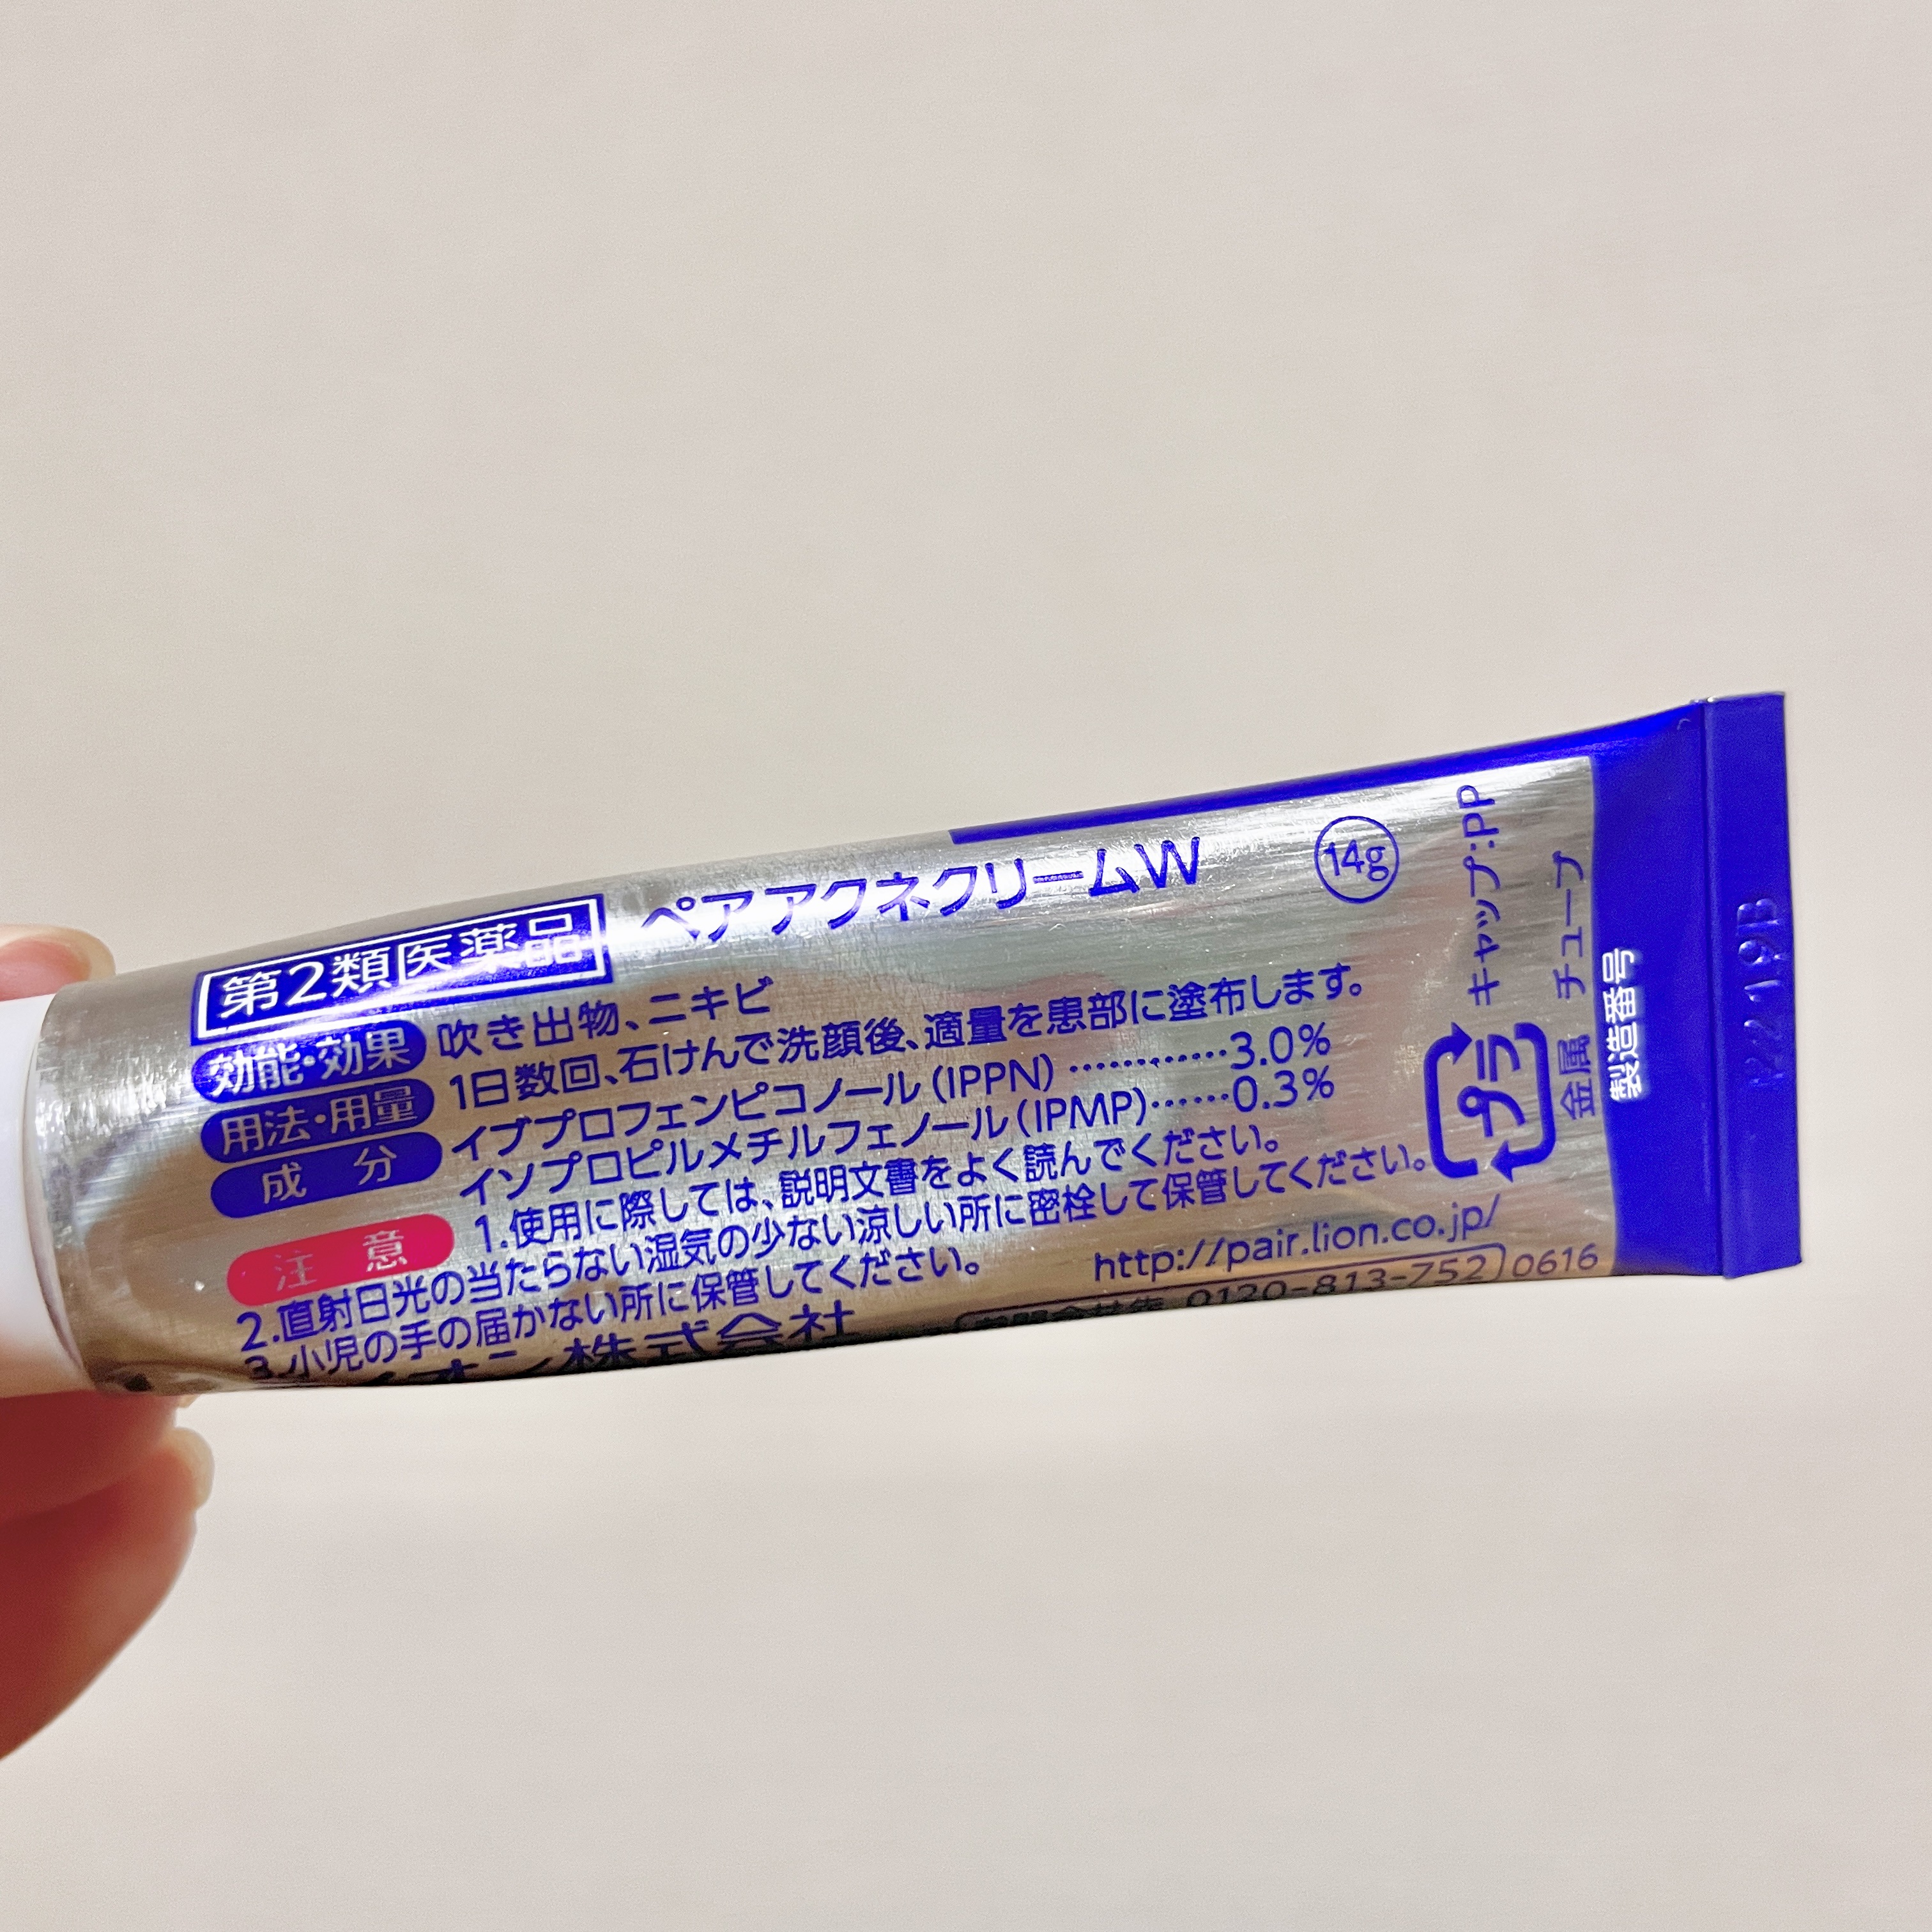 第2類医薬品 ペアアクネクリームW 14g
効能・効果 吹き出物、ニキビ
用法・用量 1日数回、石けんで洗顔後、適量を患部に塗布します。
成分 イブプロフェンピコノール(IPPN)…………3.0%
イソプロピルメチルフェノール(IPMP)……0.3%
注意 1.使用に際しては、説明文書をよく読んでください。
2.直射日光の当たらない湿気の少ない涼しい所に密栓して保管してください。
3.小児の手の届かない所に保管してください。
http://pair.lion.co.jp/
株式会社
0120-813-752 0616
キャップ:PP
プラ
金属 チューブ
製造番号